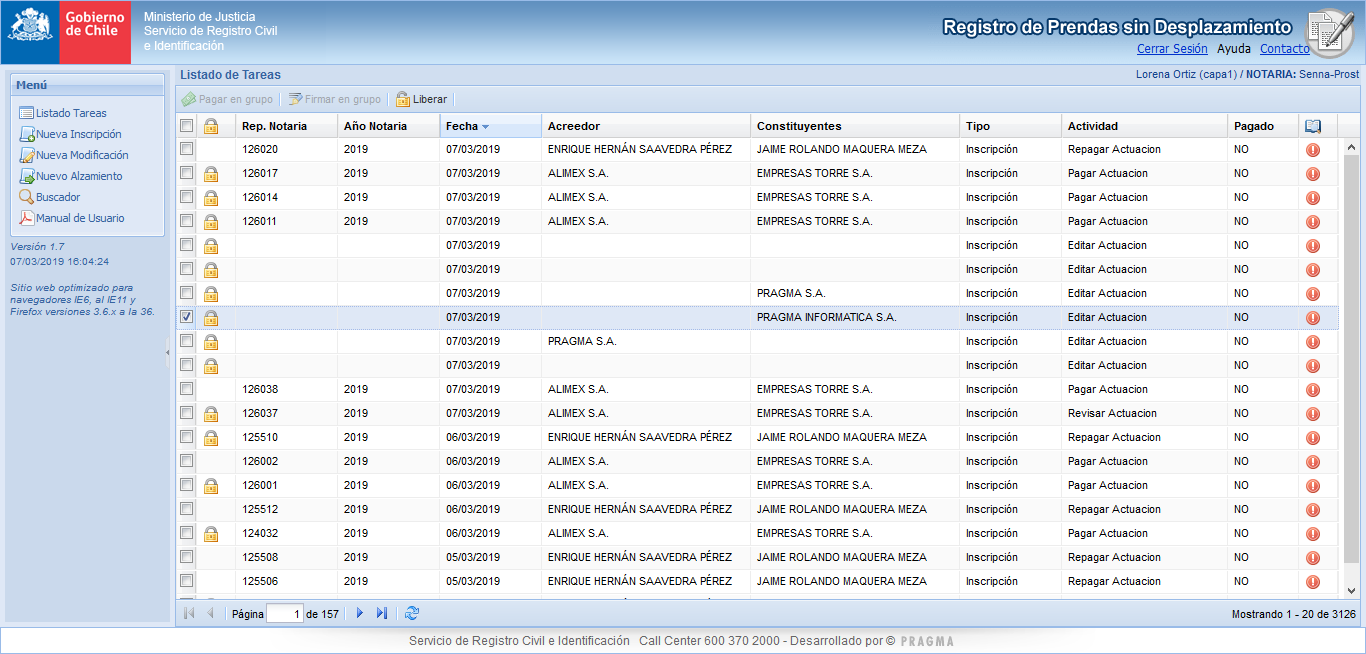 Gobierno
de Chile
Ministerio de Justicia
Servicio de Registro Civil
e Identificación
Registro de Prendas sin Desplazamiento
Cerrar Sesión Ayuda Contacto
Menú
Listado Tareas
Nueva Inscripción
Nueva Modificación
Nuevo Alzamiento
Buscador
Manual de Usuario
Versión 1.7
07/03/2019 16:04:24
Sitio web optimizado para
navegadores IE6, al IE11 y
Firefox versiones 3.6.x a la 36.
Listado de Tareas
Lorena Ortiz (capa1) / NOTARIA: Senna-Prost
Pagar en grupo Firmar en grupo Liberar
Rep. Notaria Año Notaria Fecha Acreedor Constituyentes Tipo Actividad Pagado
126020 2019 07/03/2019 ENRIQUE HERNÁN SAAVEDRA PÉREZ JAIME ROLANDO MAQUERA MEZA Inscripción Repagar Actuacion NO
126017 2019 07/03/2019 ALIMEX S.A. EMPRESAS TORRE S.A. Inscripción Pagar Actuacion NO
126014 2019 07/03/2019 ALIMEX S.A. EMPRESAS TORRE S.A. Inscripción Pagar Actuacion NO
126011 2019 07/03/2019 ALIMEX S.A. EMPRESAS TORRE S.A. Inscripción Pagar Actuacion NO
07/03/2019 Inscripción Editar Actuacion NO
07/03/2019 Inscripción Editar Actuacion NO
07/03/2019 PRAGMA S.A. Inscripción Editar Actuacion NO
07/03/2019 PRAGMA INFORMATICA S.A. Inscripción Editar Actuacion NO
07/03/2019 PRAGMA S.A. Inscripción Editar Actuacion NO
07/03/2019 Inscripción Editar Actuacion NO
126038 2019 07/03/2019 ALIMEX S.A. EMPRESAS TORRE S.A. Inscripción Pagar Actuacion NO
126037 2019 07/03/2019 ALIMEX S.A. EMPRESAS TORRE S.A. Inscripción Revisar Actuacion NO
125510 2019 06/03/2019 ENRIQUE HERNÁN SAAVEDRA PÉREZ JAIME ROLANDO MAQUERA MEZA Inscripción Repagar Actuacion NO
126002 2019 06/03/2019 ALIMEX S.A. EMPRESAS TORRE S.A. Inscripción Pagar Actuacion NO
126001 2019 06/03/2019 ALIMEX S.A. EMPRESAS TORRE S.A. Inscripción Pagar Actuacion NO
125512 2019 06/03/2019 ENRIQUE HERNÁN SAAVEDRA PÉREZ JAIME ROLANDO MAQUERA MEZA Inscripción Repagar Actuacion NO
124032 2019 06/03/2019 ALIMEX S.A. EMPRESAS TORRE S.A. Inscripción Pagar Actuacion NO
125508 2019 05/03/2019 ENRIQUE HERNÁN SAAVEDRA PÉREZ JAIME ROLANDO MAQUERA MEZA Inscripción Repagar Actuacion NO
125506 2019 05/03/2019 ENRIQUE HERNÁN SAAVEDRA PÉREZ JAIME ROLANDO MAQUERA MEZA Inscripción Repagar Actuacion NO
Página 1 de 157 Mostrando 1 - 20 de 3126
Servicio de Registro Civil e Identificación Call Center 600 370 2000 - Desarrollado por © PRAGMA